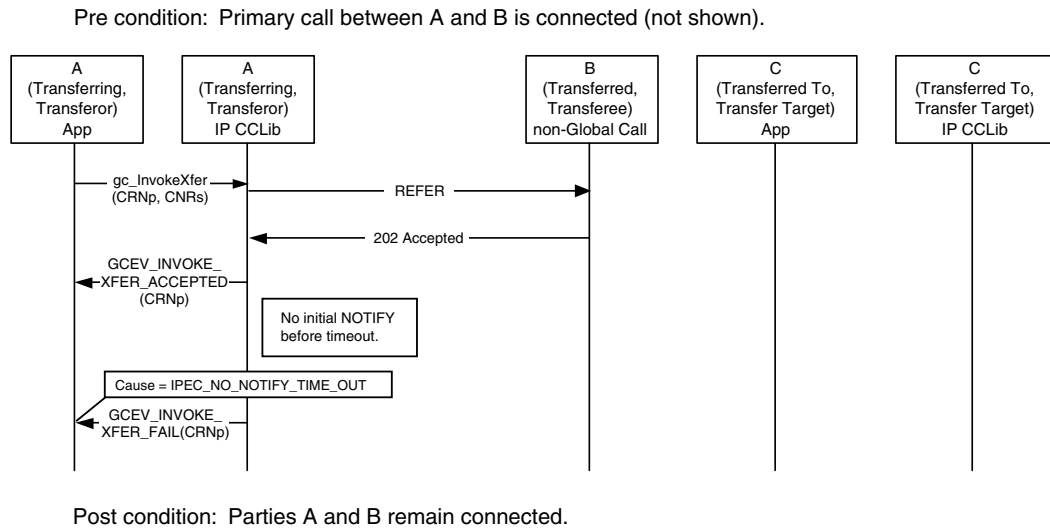 Pre condition: Primary call between A and B is connected (not shown).
A
(Transferring,
Transferor)
App
A
(Transferring,
Transferor)
IP CCLib
B
(Transferred,
Transferee)
non-Global Call
C
(Transferred To,
Transfer Target)
App
C
(Transferred To,
Transfer Target)
IP CCLib
gc_InvokeXfer
(CRNp, CNRs)
REFER
202 Accepted
GCEV_INVOKE_
XFER_ACCEPTED
(CRNp)
No initial NOTIFY
before timeout.
Cause = IPEC_NO_NOTIFY_TIME_OUT
GCEV_INVOKE_
XFER_FAIL(CRNp)
Post condition: Parties A and B remain connected.